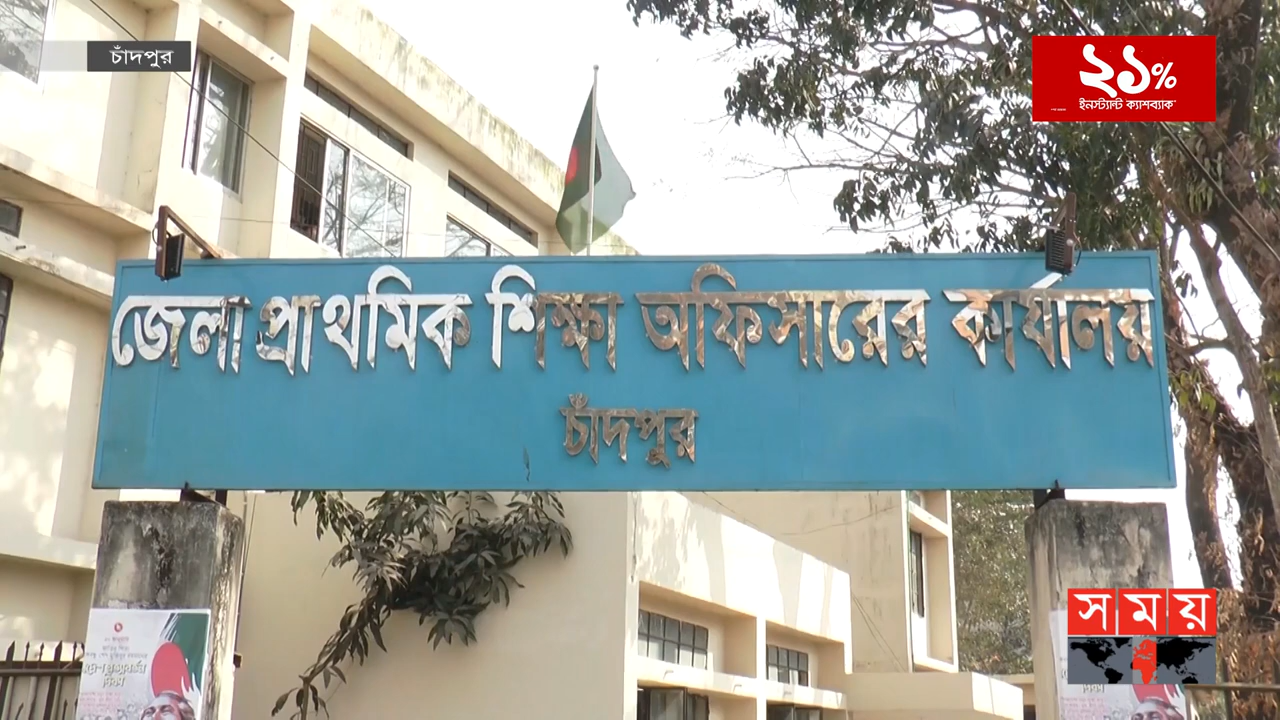 চাঁদপুর
২১%
ইনস্ট্যান্ট ক্যাশব্যাক
জেলা প্রাথমিক শিক্ষা অফিসারের কার্যালয়
চাঁদপুর
সময়